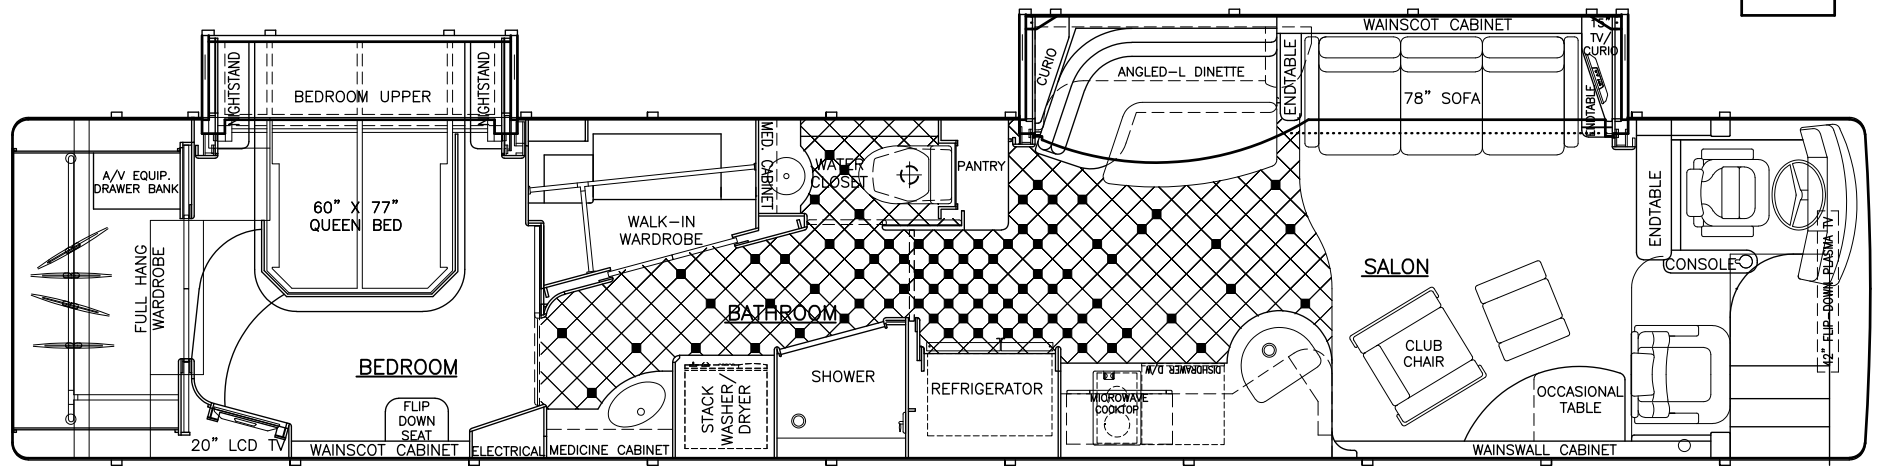 WAINSCOT CABINET
15"
TV/
CURIO
CURIO
ANGLED-L DINETTE
ENDTABLE
78" SOFA
ENDTABLE
NIGHTSTAND
BEDROOM UPPER
NIGHTSTAND
MED. CABINET
WATER
CLOSET
PANTRY
A/V EQUIP.
DRAWER BANK
60" X 77"
QUEEN BED
WALK-IN
WARDROBE
ENDTABLE
FULL HANG
WARDROBE
SALON
CONSOLE
42" FLIP-DOWN PLASMA TV
BATHROOM
BEDROOM
CLUB
CHAIR
SHOWER
REFRIGERATOR
DISHDRAWER D/W
STACK
WASHER/
DRYER
MICROWAVE
COOKTOP
OCCASIONAL
TABLE
FLIP
DOWN
SEAT
20" LCD TV
WAINSCOT CABINET
ELECTRICAL
MEDICINE CABINET
WAINSWALL CABINET